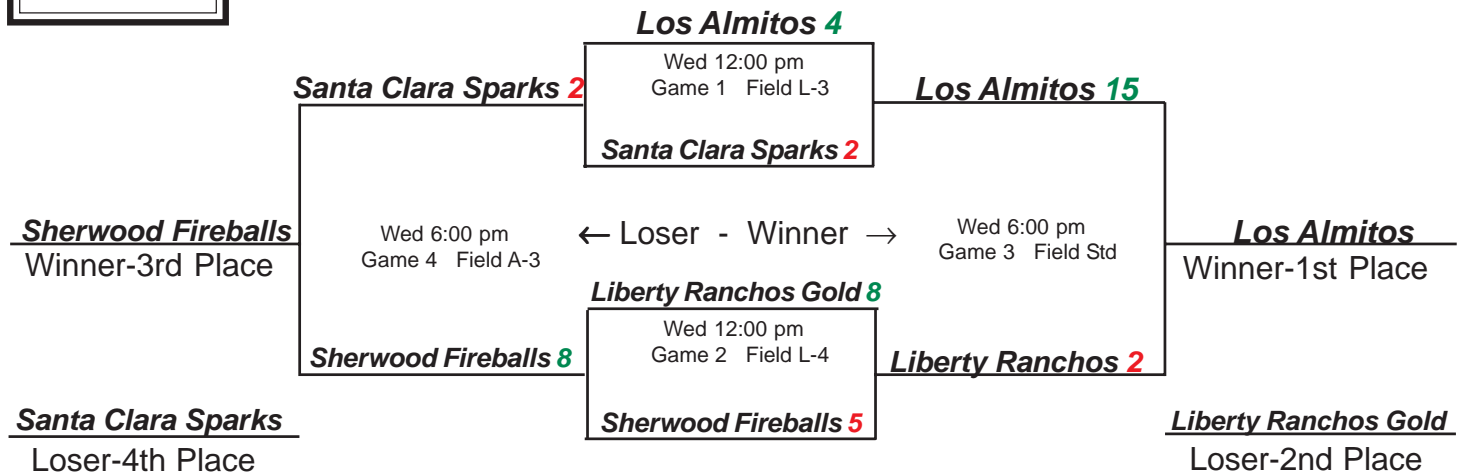 Los Almitos 4
Wed 12:00 pm
Game 1 Field L-3
Santa Clara Sparks 2
Los Almitos 15
Santa Clara Sparks 2
Sherwood Fireballs
Winner-3rd Place
Wed 6:00 pm
Game 4 Field A-3
← Loser - Winner →
Wed 6:00 pm
Game 3 Field Std
Los Almitos
Winner-1st Place
Liberty Ranchos Gold 8
Wed 12:00 pm
Game 2 Field L-4
Sherwood Fireballs 8
Liberty Ranchos 2
Sherwood Fireballs 5
Santa Clara Sparks
Loser-4th Place
Liberty Ranchos Gold
Loser-2nd Place